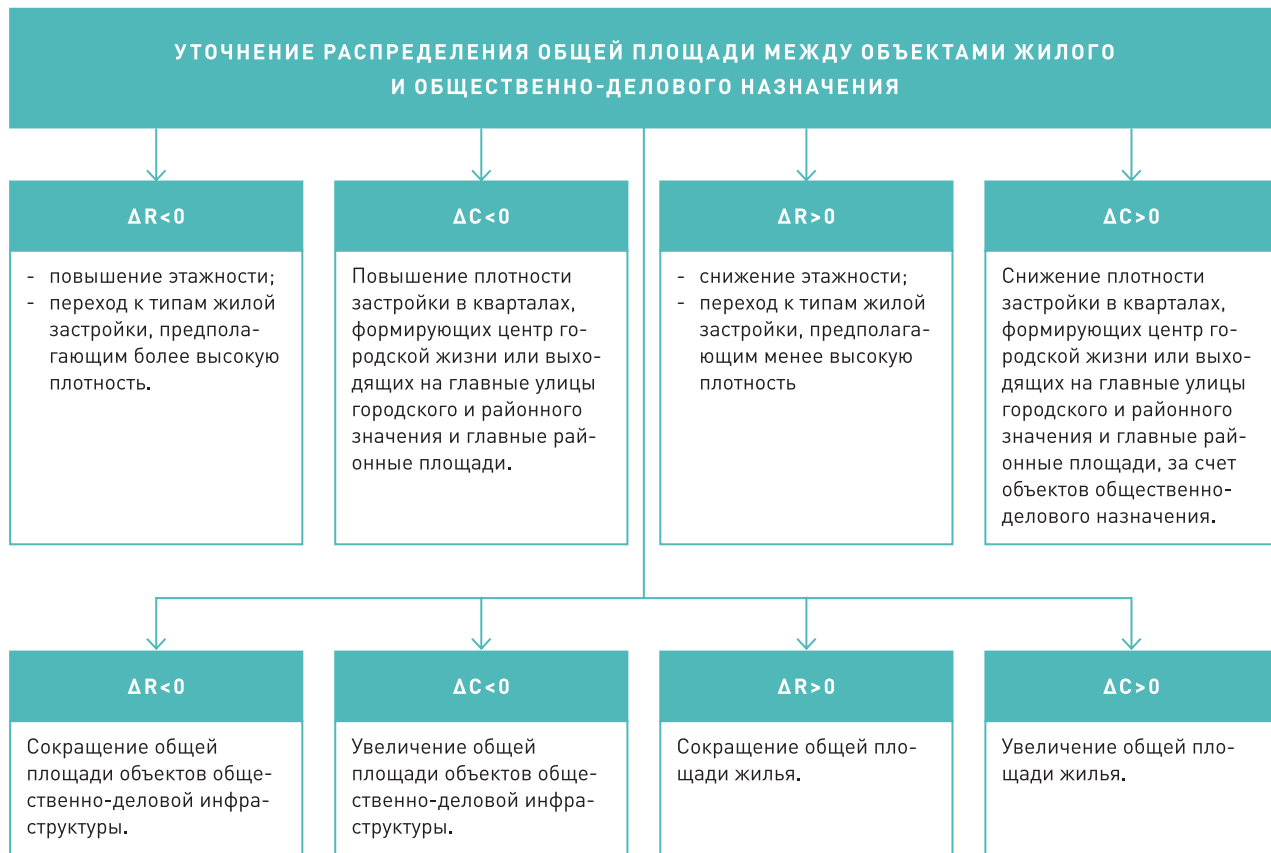 УТОЧНЕНИЕ РАСПРЕДЕЛЕНИЯ ОБЩЕЙ ПЛОЩАДИ МЕЖДУ ОБЪЕКТАМИ ЖИЛОГО
И ОБЩЕСТВЕННО-ДЕЛОВОГО НАЗНАЧЕНИЯ
ΔR<0
- повышение этажности;
- переход к типам жилой
застройки, предпола-
гающим более высокую
плотность.
ΔC<0
Повышение плотности
застройки в кварталах,
формирующих центр го-
родской жизни или выхо-
дящих на главные улицы
городского и районного
значения и главные рай-
онные площади.
ΔR>0
- снижение этажности;
- переход к типам жилой
застройки, предполага-
ющим менее высокую
плотность
ΔC>0
Снижение плотности
застройки в кварталах,
формирующих центр го-
родской жизни или выхо-
дящих на главные улицы
городского и районного
значения и главные рай-
онные площади, за счет
объектов общественно-
делового назначения.
ΔR<0
Сокращение общей
площади объектов обще-
ственно-деловой инфра-
структуры.
ΔC<0
Увеличение общей
площади объектов обще-
ственно-деловой инфра-
структуры.
ΔR>0
Сокращение общей пло-
щади жилья.
ΔC>0
Увеличение общей пло-
щади жилья.